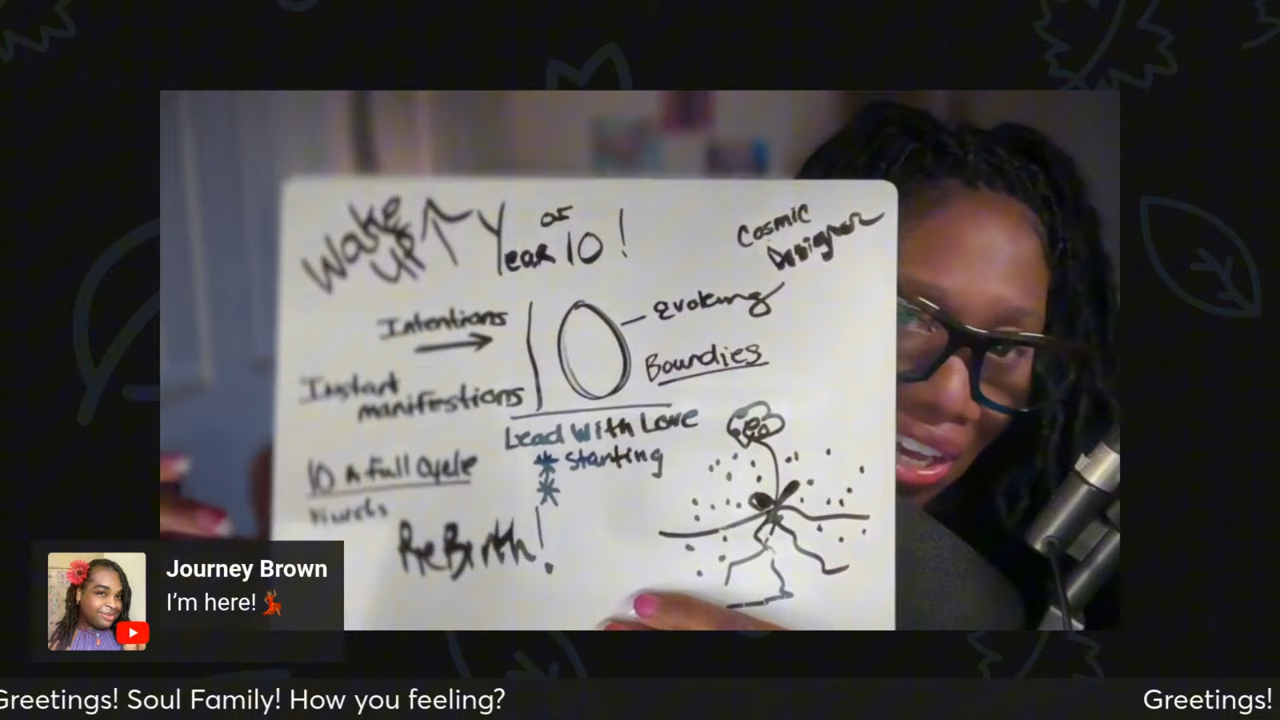 Wake
UP
Year OF 10!
Cosmic
Designer
Intentions
evoking
Boundies
Instant
manifestions
Lead With Love
Starting
10 A full Cycle
ReBirth!
Journey Brown
I'm here!💃
Greetings! Soul Family! How you feeling?
Greetings!